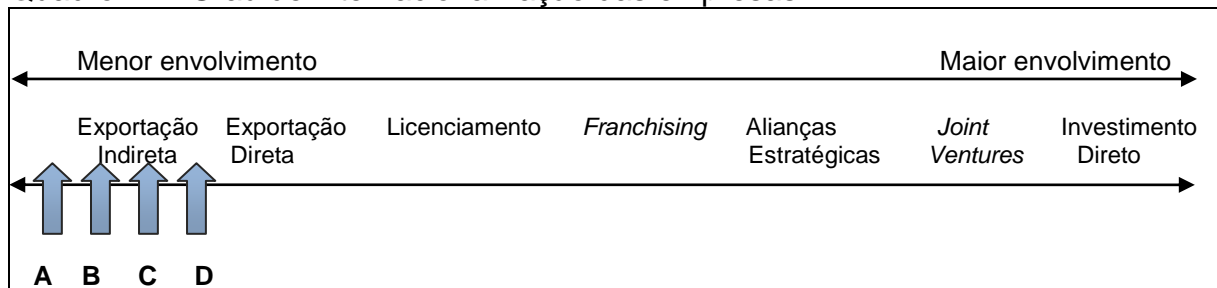 Menor envolvimento Maior envolvimento
Exportação Exportação Licenciamento Franchising Alianças Joint Investimento
Indireta Direta Estratégicas Ventures Direto
A B C D